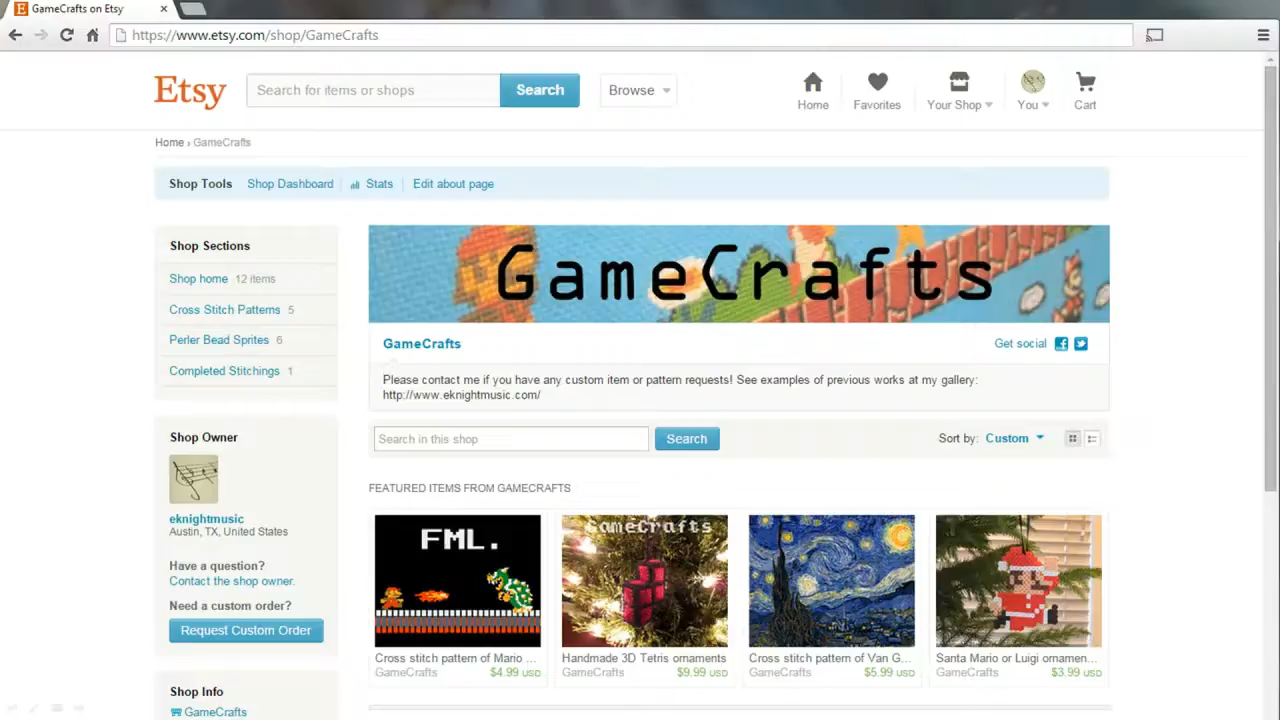 GameCrafts on Etsy
https://www.etsy.com/shop/GameCrafts
Etsy
Search for items or shops
Search
Browse
Home
Favorites
Your Shop
You
Cart
Home › GameCrafts
Shop Tools
Shop Dashboard
Stats
Edit about page
Shop Sections
Shop home 12 items
Cross Stitch Patterns 5
Perler Bead Sprites 6
Completed Stitchings 1
Shop Owner
eknightmusic
Austin, TX, United States
Have a question?
Contact the shop owner.
Need a custom order?
Request Custom Order
Shop Info
GameCrafts
GameCrafts
GameCrafts
Get social
Please contact me if you have any custom item or pattern requests! See examples of previous works at my gallery:
http://www.eknightmusic.com/
Search in this shop
Search
Sort by: Custom
FEATURED ITEMS FROM GAMECRAFTS
FML.
Cross stitch pattern of Mario ...
GameCrafts $4.99 USD
GameCrafts
Handmade 3D Tetris ornaments
GameCrafts $9.99 USD
Cross stitch pattern of Van G...
GameCrafts $5.99 USD
Santa Mario or Luigi ornamen...
GameCrafts $3.99 USD